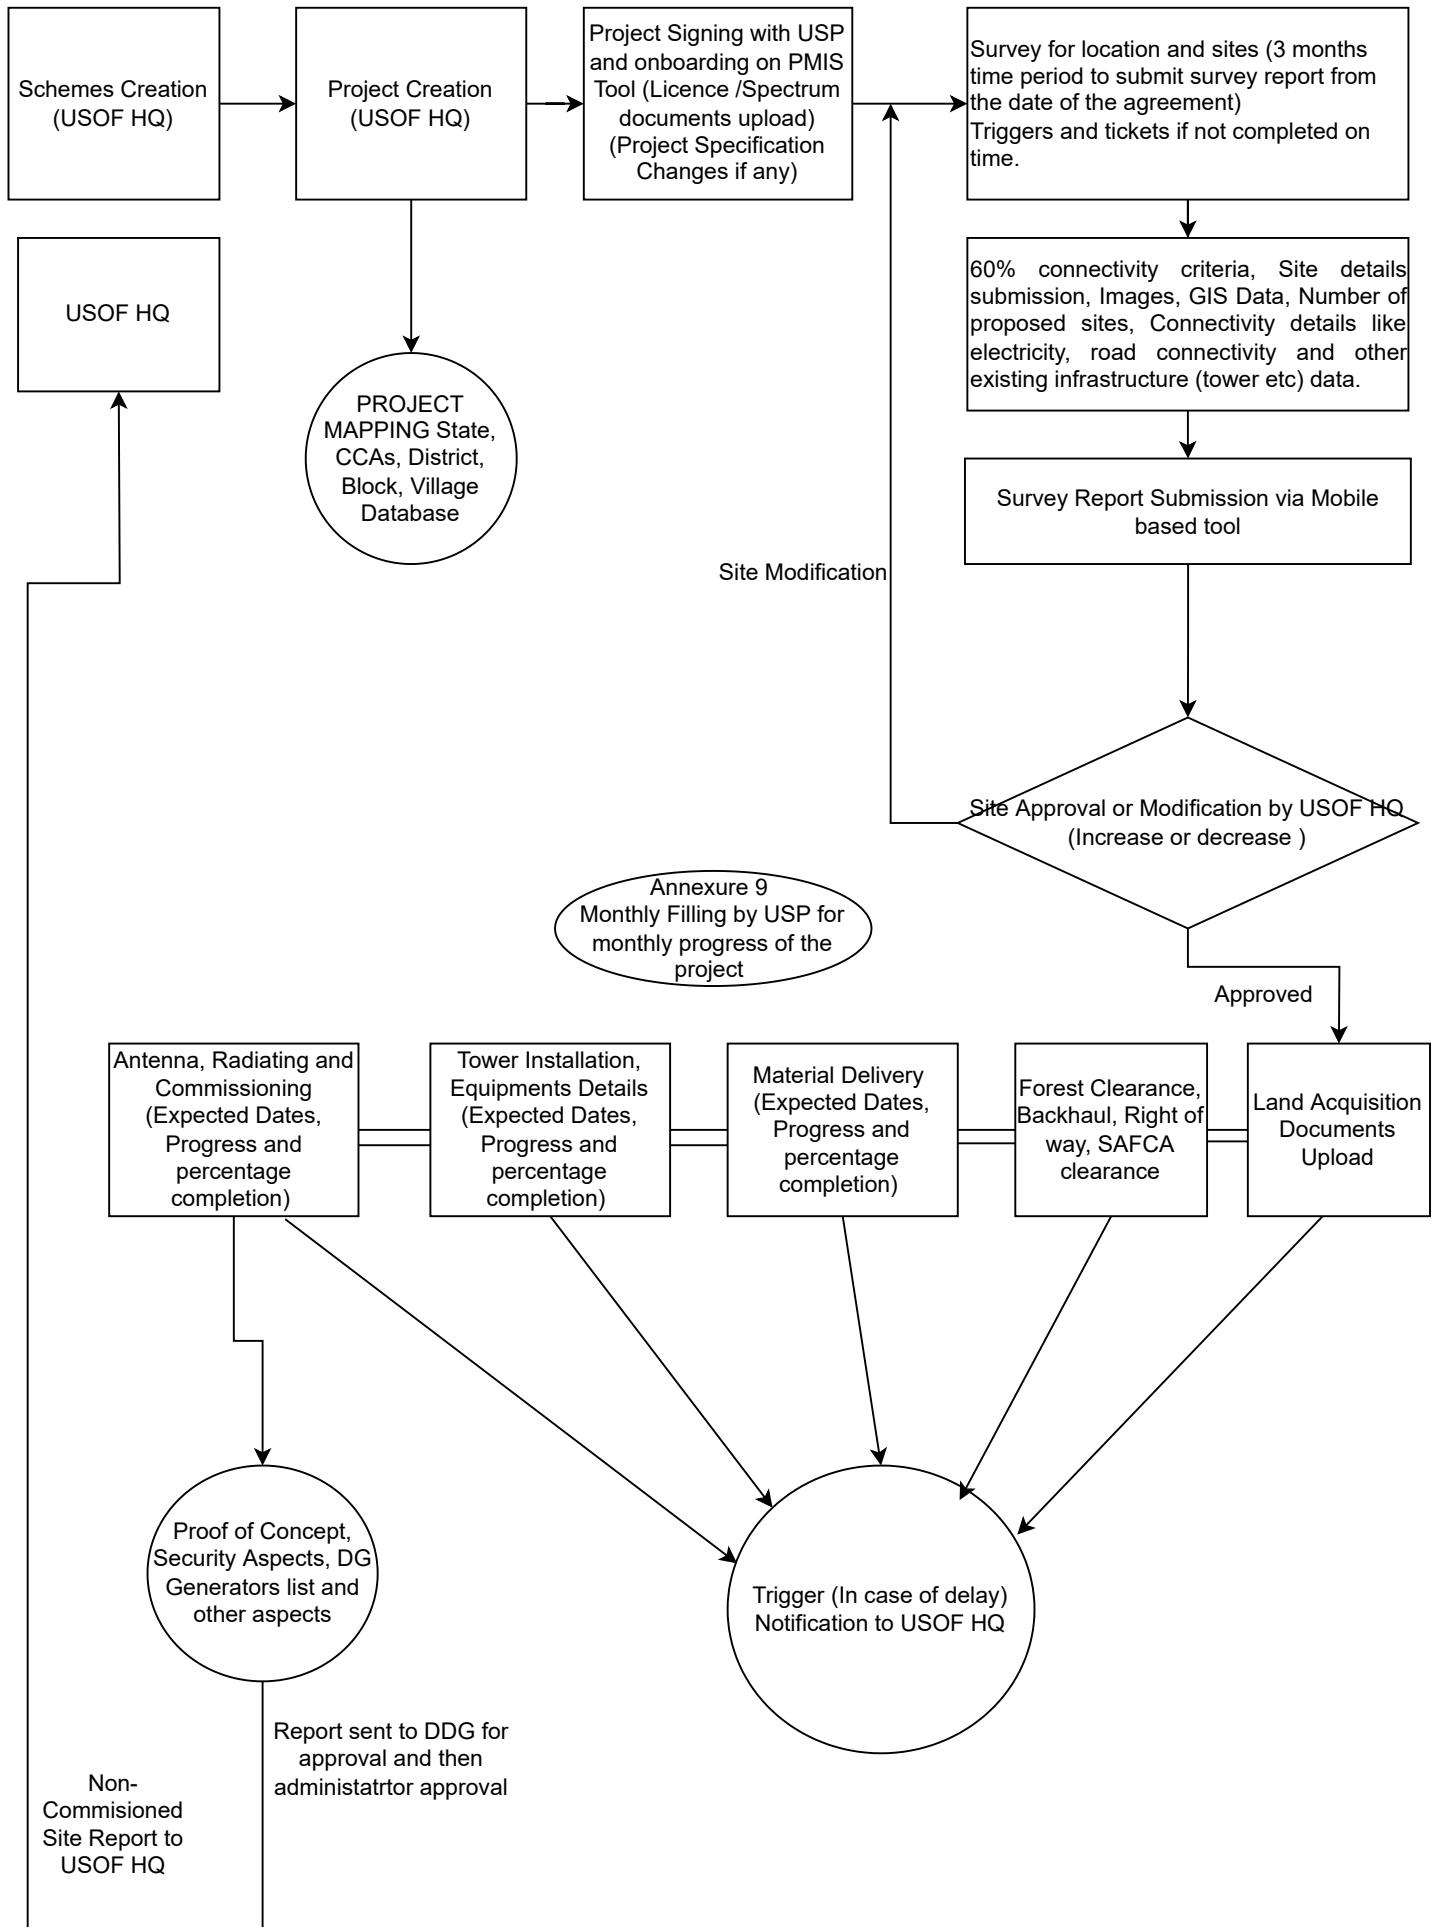 Schemes Creation
(USOF HQ)
Project Creation
(USOF HQ)
Project Signing with USP
and onboarding on PMIS
Tool (Licence /Spectrum
documents upload)
(Project Specification
Changes if any)
Survey for location and sites (3 months
time period to submit survey report from
the date of the agreement)
Triggers and tickets if not completed on
time.
USOF HQ
60% connectivity criteria, Site details
submission, Images, GIS Data, Number of
proposed sites, Connectivity details like
electricity, road connectivity and other
existing infrastructure (tower etc) data.
PROJECT
MAPPING State,
CCAs, District,
Block, Village
Database
Survey Report Submission via Mobile
based tool
Site Modification
Site Approval or Modification by USOF HQ
(Increase or decrease )
Annexure 9
Monthly Filling by USP for
monthly progress of the
project
Approved
Antenna, Radiating and
Commissioning
(Expected Dates,
Progress and
percentage
completion)
Tower Installation,
Equipments Details
(Expected Dates,
Progress and
percentage
completion)
Material Delivery
(Expected Dates,
Progress and
percentage
completion)
Forest Clearance,
Backhaul, Right of
way, SAFCA
clearance
Land Acquisition
Documents
Upload
Proof of Concept,
Security Aspects, DG
Generators list and
other aspects
Trigger (In case of delay)
Notification to USOF HQ
Report sent to DDG for
approval and then
administatrtor approval
Non-
Commisioned
Site Report to
USOF HQ